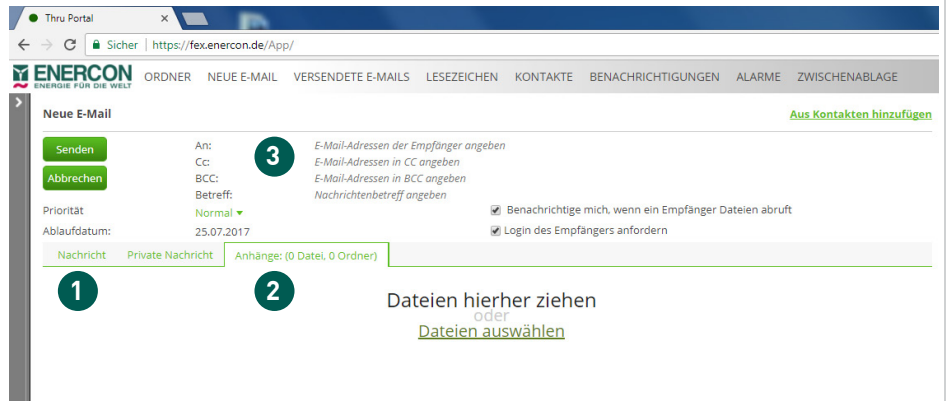 Thru Portal
Sicher https://fex.enercon.de/App/
ENERCON
ENERGIE FÜR DIE WELT
ORDNER NEUE E-MAIL VERSENDETE E-MAILS LESEZEICHEN KONTAKTE BENACHRICHTIGUNGEN ALARME ZWISCHENABLAGE
Neue E-Mail Aus Kontakten hinzufügen
Senden An: 3 E-Mail-Adressen der Empfänger angeben
Cc: E-Mail-Adressen in CC angeben
Abbrechen BCC: E-Mail-Adressen in BCC angeben
Betreff: Nachrichtenbetreff angeben
Priorität Normal Benachrichtige mich, wenn ein Empfänger Dateien abruft
Ablaufdatum: 25.07.2017 Login des Empfängers anfordern
Nachricht Private Nachricht Anhänge: (0 Datei, 0 Ordner)
1 2
Dateien hierher ziehen
oder
Dateien auswählen